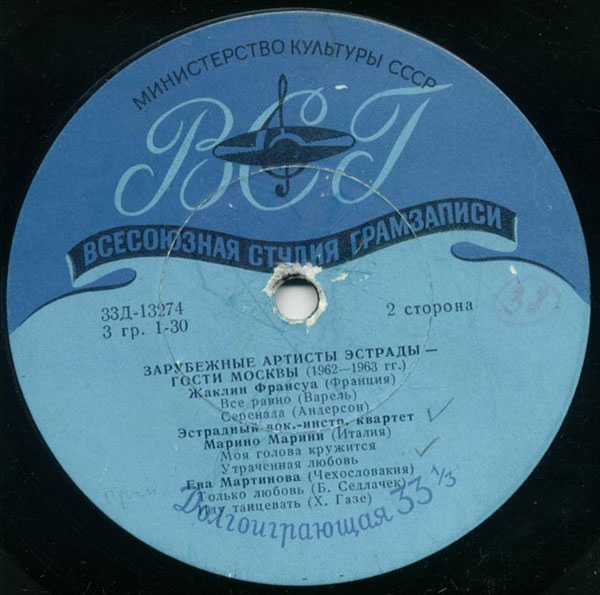 МИНИСТЕРСТВО КУЛЬТУРЫ СССР
ВСГ
ВСЕСОЮЗНАЯ СТУДИЯ ГРАМЗАПИСИ
33Д-13274
3 гр. 1-30
2 сторона
33
ЗАРУБЕЖНЫЕ АРТИСТЫ ЭСТРАДЫ —
ГОСТИ МОСКВЫ (1962—1963 гг.)
Жаклин Франсуа (Франция)
Все равно (Варель)
Серенада (Андерсон)
Эстрадный вок.-инстр. квартет
Марино Марини (Италия)
Моя голова кружится
Утраченная любовь
Ева Мартинова (Чехословакия)
Только любовь (Б. Седлачек)
Иду танцевать (Х. Газе)
Долгоиграющая 33 1/3